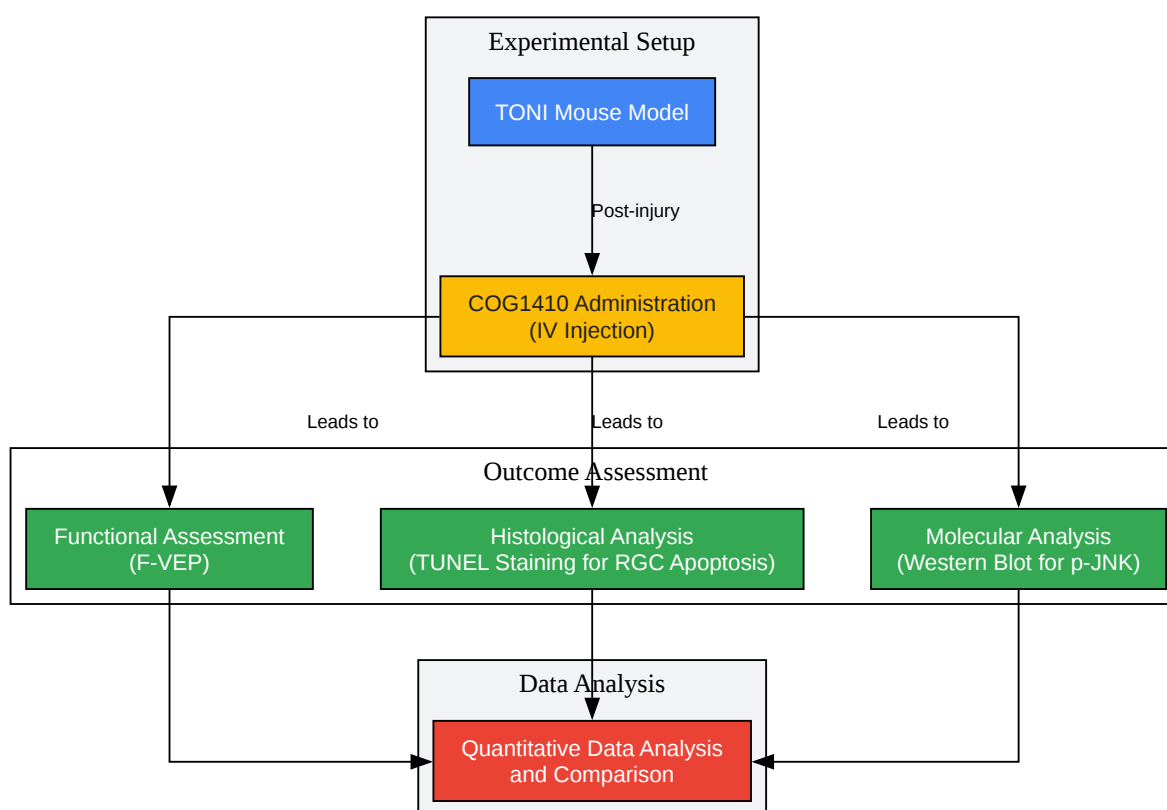 Experimental Setup
TONI Mouse Model
Post-injury
COG1410 Administration
(IV Injection)
Leads to
Leads to
Leads to
Outcome Assessment
Functional Assessment
(F-VEP)
Histological Analysis
(TUNEL Staining for RGC Apoptosis)
Molecular Analysis
(Western Blot for p-JNK)
Data Analysis
Quantitative Data Analysis
and Comparison